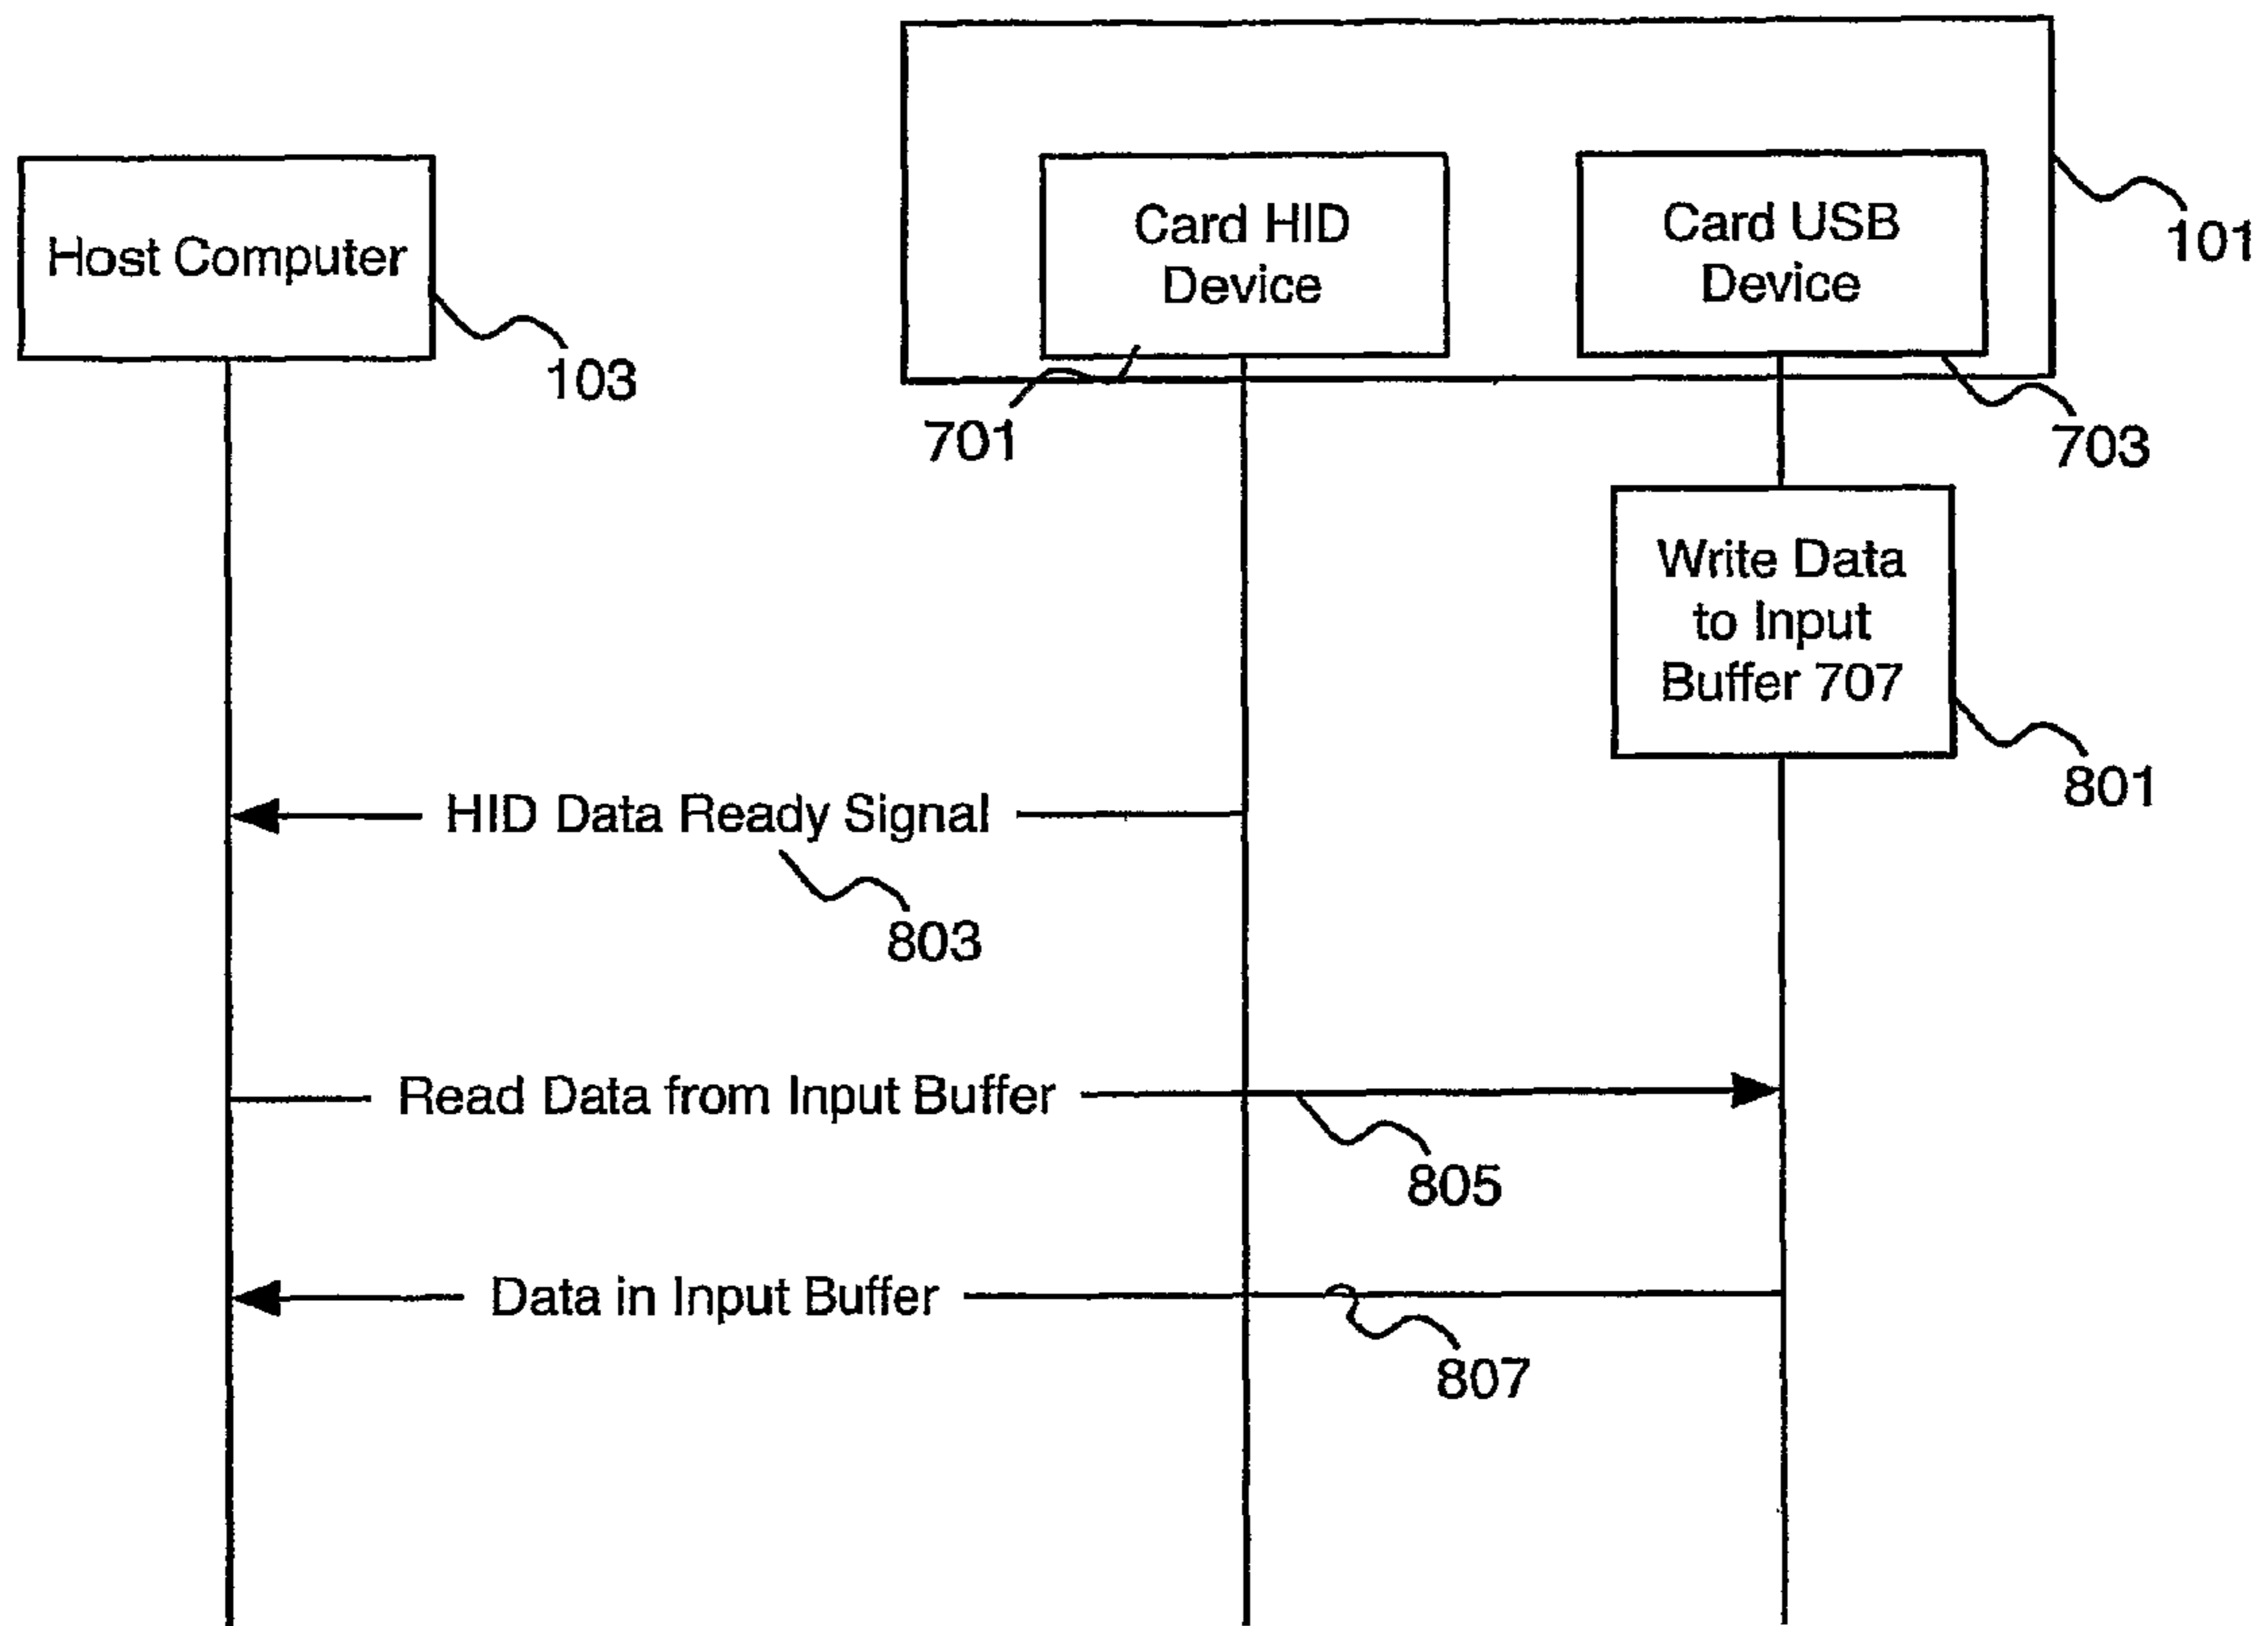 Host Computer
103
Card HID
Device
Card USB
Device
101
701
703
Write Data
to Input
Buffer 707
801
HID Data Ready Signal
803
Read Data from Input Buffer
805
Data in Input Buffer
807